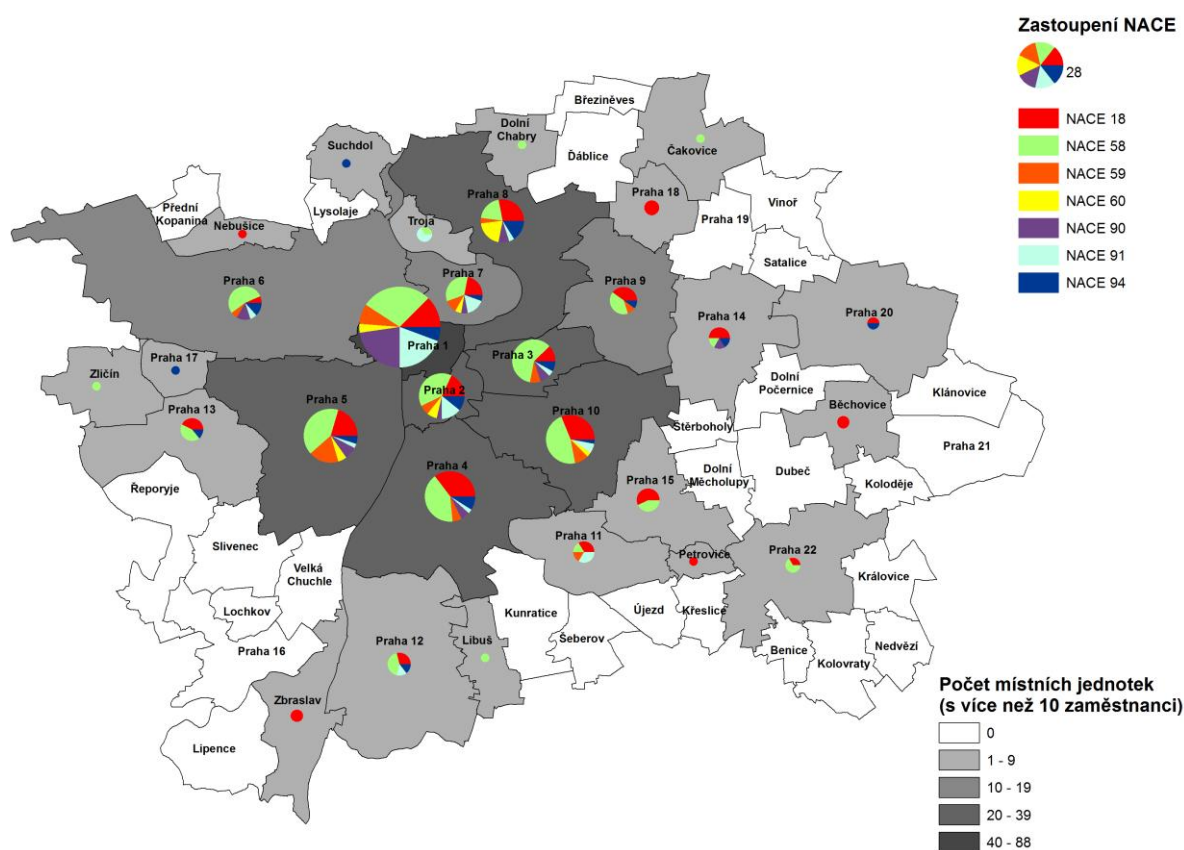 Zastoupení NACE
28
NACE 18
NACE 58
NACE 59
NACE 60
NACE 90
NACE 91
NACE 94
Březiněves
Dolní
Chabry
Ďáblice
Čakovice
Suchdol
Praha 8
Praha 18
Přední
Kopanina
Lysolaje
Nebušice
Troja
Praha 19
Vinoř
Satalice
Praha 6
Praha 7
Praha 9
Praha 14
Praha 20
Praha 1
Praha 3
Praha 17
Zličín
Praha 2
Dolní
Počernice
Klánovice
Praha 13
Praha 5
Praha 10
Běchovice
Štěrboholy
Praha 21
Praha 4
Dolní
Měcholupy
Dubeč
Koloděje
Praha 15
Řeporyje
Slivenec
Praha 11
Petroviče
Praha 22
Velká
Chuchle
Královice
Lochkov
Kunratice
Újezd
Křeslice
Šeberov
Praha 16
Praha 12
Libuš
Benice
Nedvězí
Kolovraty
Zbraslav
Lipence
Počet místních jednotek
(s více než 10 zaměstnanci)
0
1 - 9
10 - 19
20 - 39
40 - 88